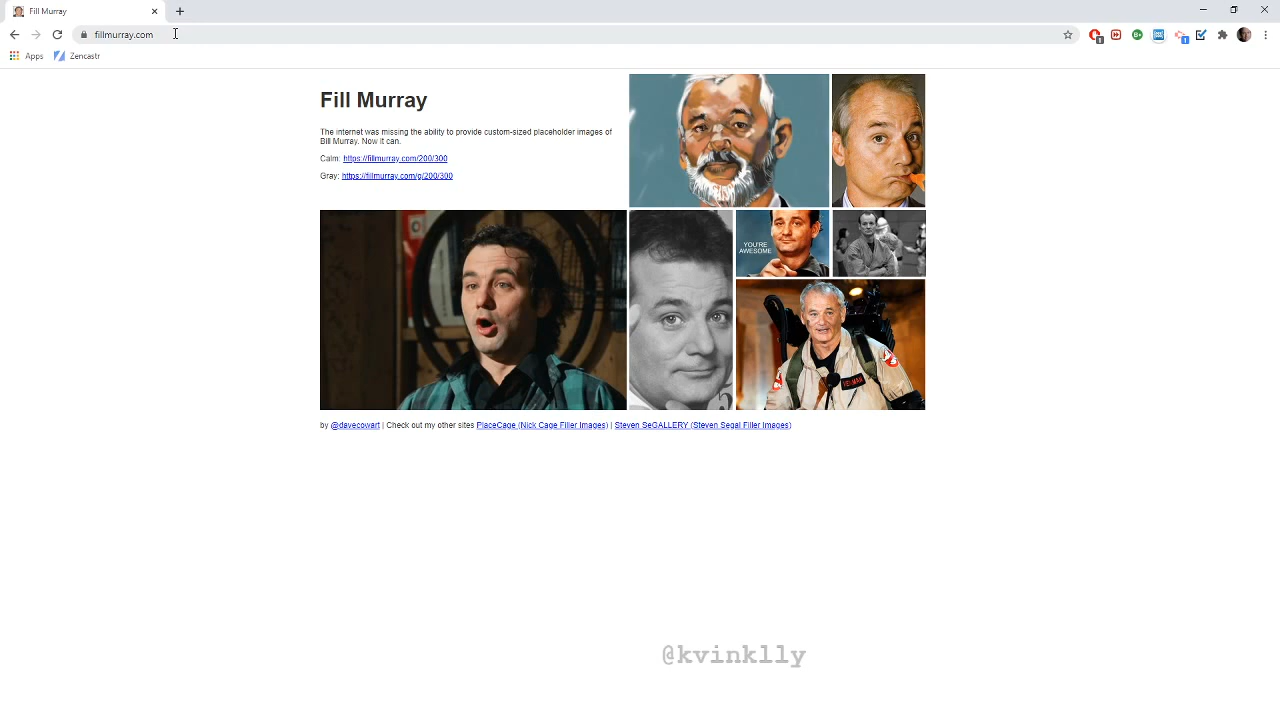 Fill Murray
fillmurray.com
1
1
Apps
Zencastr
Fill Murray
The internet was missing the ability to provide custom-sized placeholder images of
Bill Murray. Now it can.
Calm: https://fillmurray.com/200/300
Gray: https://fillmurray.com/g/200/300
YOU'RE
AWESOME
by @davecowart | Check out my other sites PlaceCage (Nick Cage Filler Images) | Steven SeGALLERY (Steven Segal Filler Images)
@kvinklly